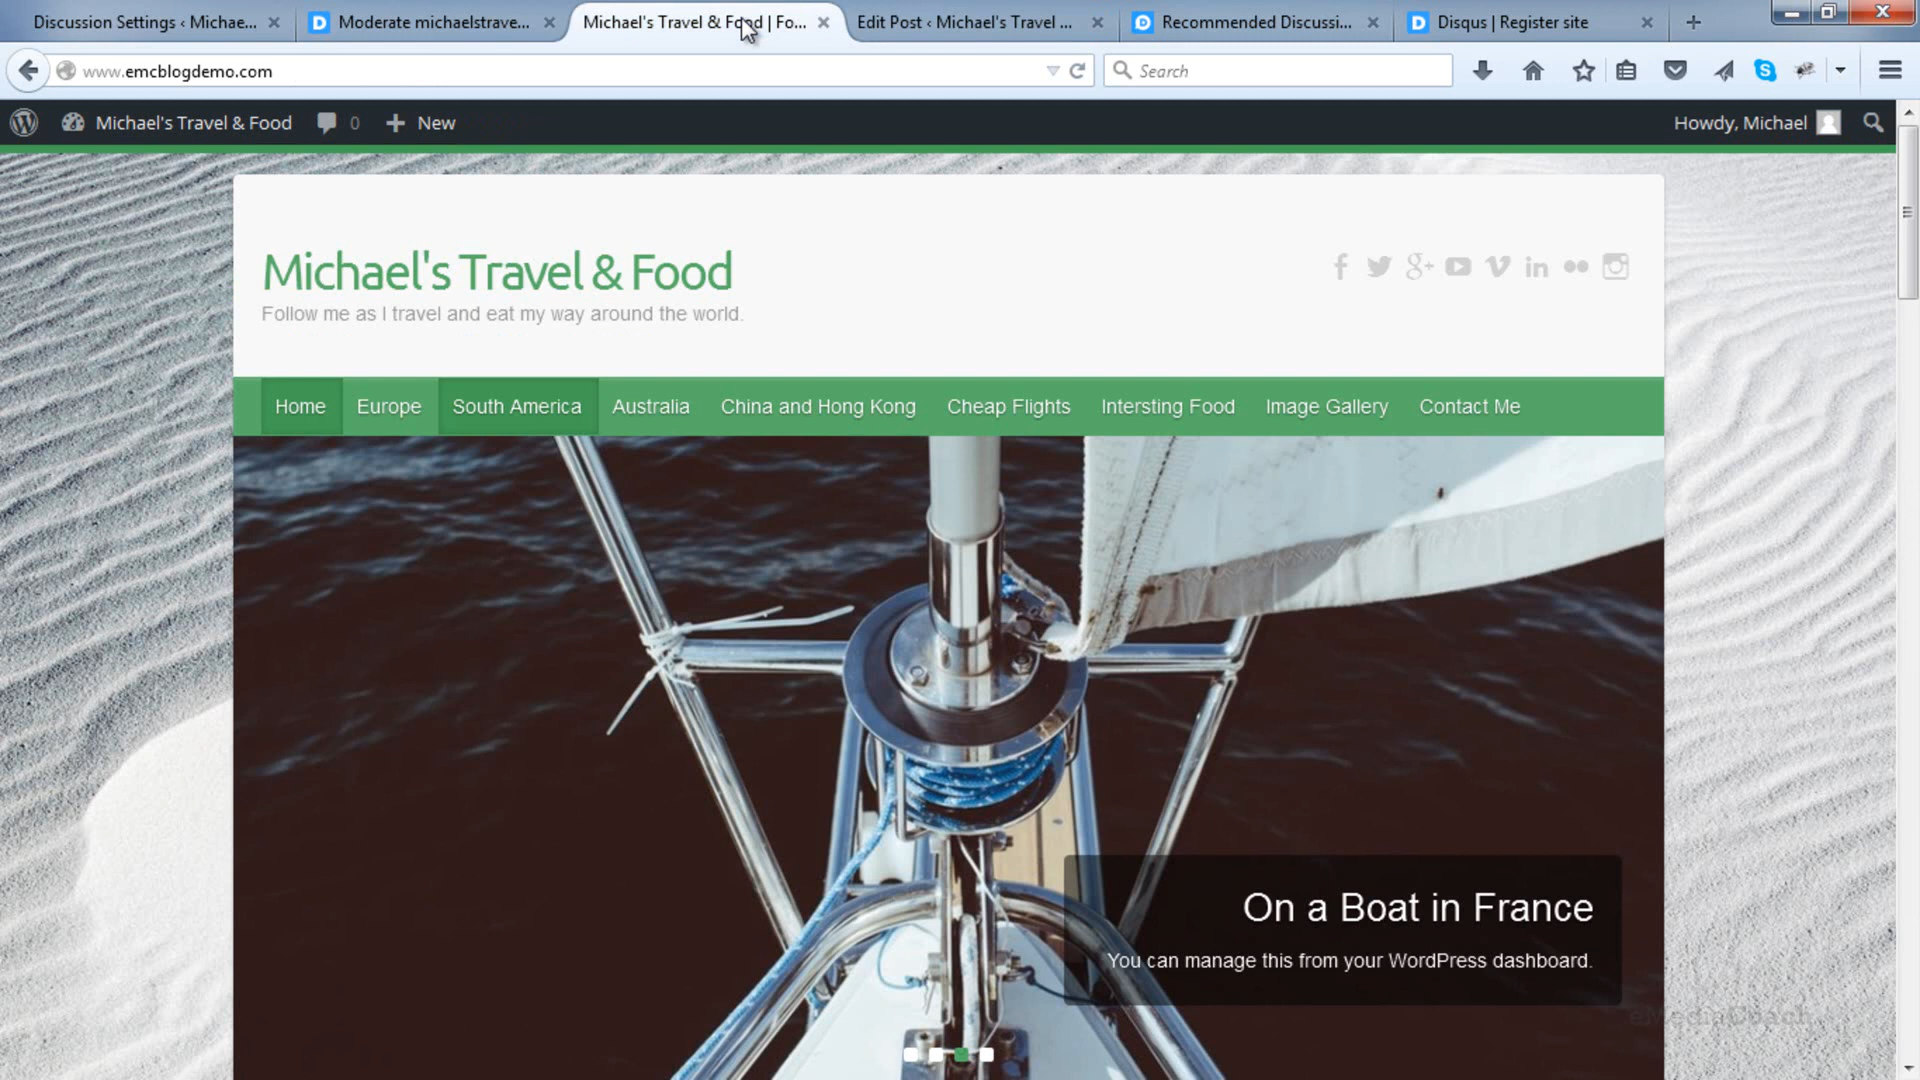 Discussion Settings ‹ Michae...
Moderate michaelstrave...
Michael's Travel & Food | Fo...
Edit Post ‹ Michael's Travel ...
Recommended Discussi...
Disqus | Register site
www.emcblogdemo.com
Search
Michael's Travel & Food
0
New
Howdy, Michael
Michael's Travel & Food
Follow me as I travel and eat my way around the world.
Home
Europe
South America
Australia
China and Hong Kong
Cheap Flights
Intersting Food
Image Gallery
Contact Me
On a Boat in France
You can manage this from your WordPress dashboard.
eMediaCoach